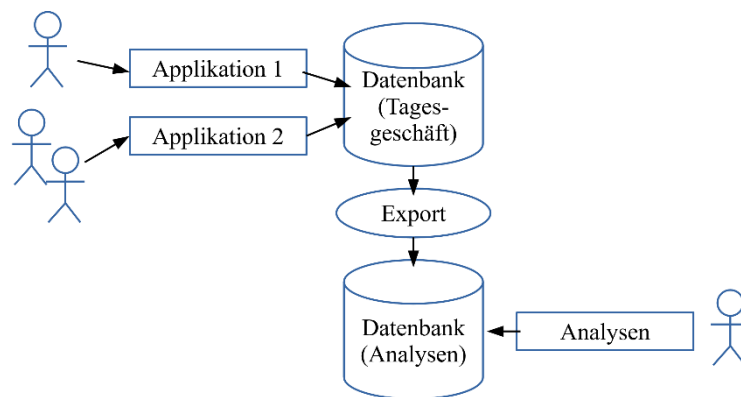 Applikation 1
Applikation 2
Datenbank
(Tages-
geschäft)
Export
Datenbank
(Analysen)
Analysen